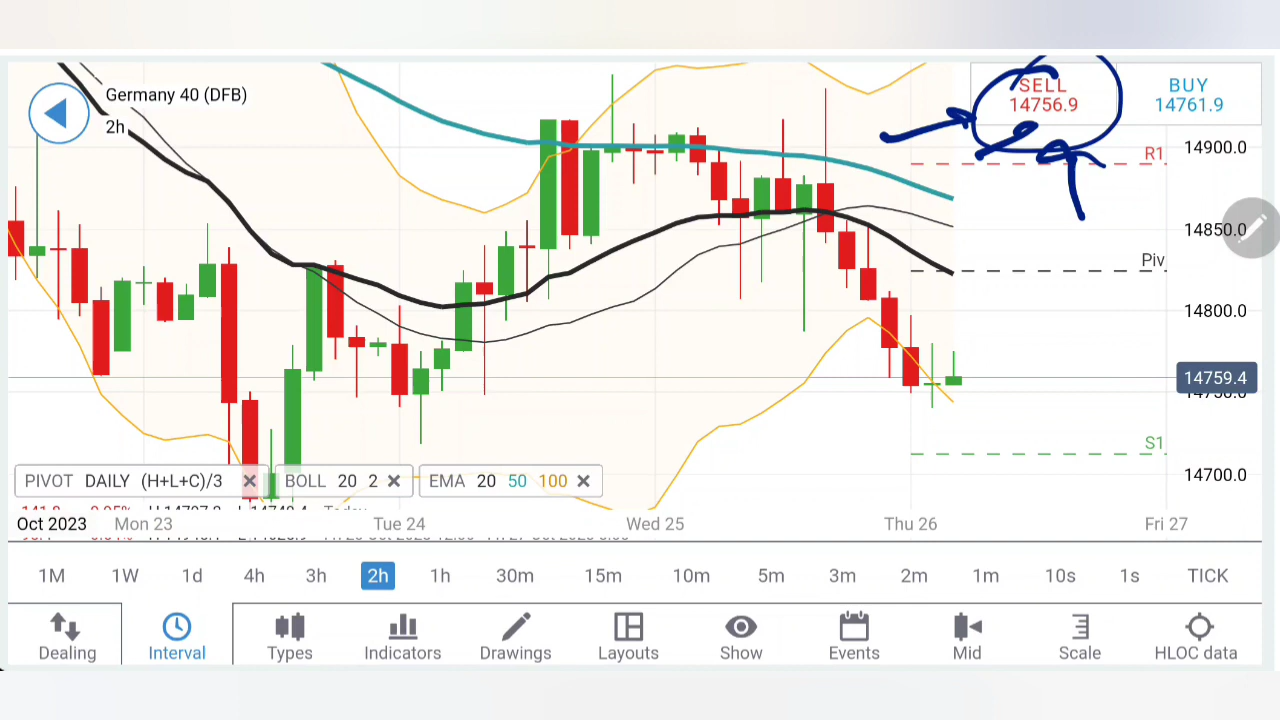 Germany 40 (DFB)
2h
SELL
14756.9
BUY
14761.9
14900.0
R1
14850.0
Piv
14800.0
14759.4
14750.0
S1
14700.0
PIVOT DAILY (H+L+C)/3
BOLL 20 2
EMA 20 50 100
Today
Oct 2023 Mon 23 Tue 24 Wed 25 Thu 26 Fri 27
1M 1W 1d 4h 3h 2h 1h 30m 15m 10m 5m 3m 2m 1m 10s 1s TICK
Dealing Interval Types Indicators Drawings Layouts Show Events Mid Scale HLOC data